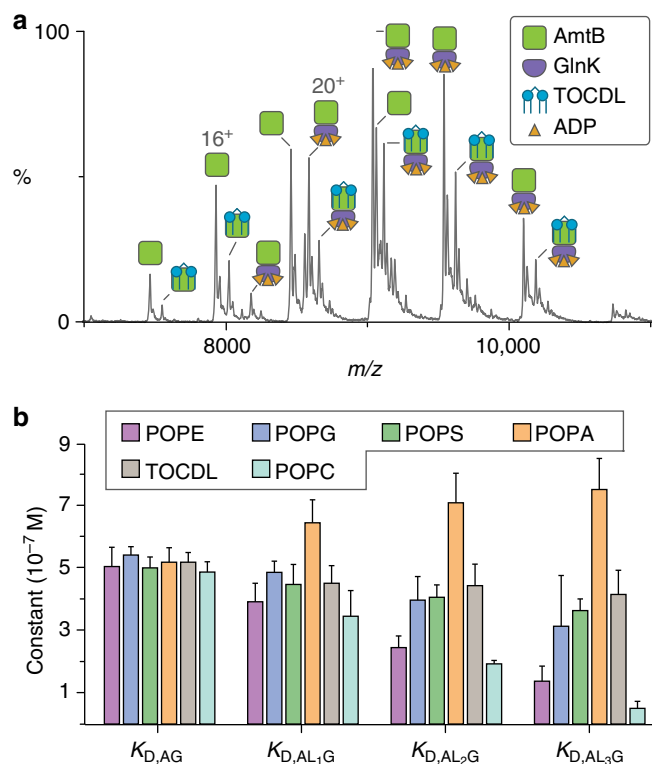 a
100
%
0
16+
20+
AmtB
GlnK
TOCDL
ADP
8000
10,000
m/z
b
POPE POPG POPS POPA
TOCDL POPC
Constant (10−7 M)
9
7
5
3
1
KD,AG KD,AL1G KD,AL2G KD,AL3G